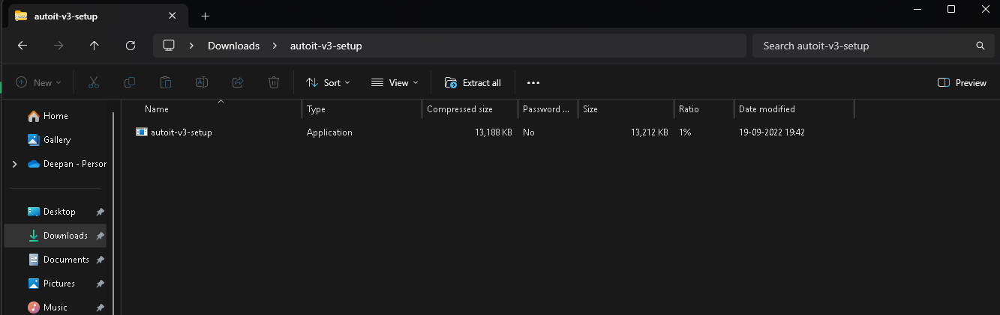 autoit-v3-setup
Downloads > autoit-v3-setup
Search autoit-v3-setup
New
Sort
View
Extract all
Preview
Name Type Compressed size Password ... Size Ratio Date modified
autoit-v3-setup Application 13,188 KB No 13,212 KB 1% 19-09-2022 19:42
Home
Gallery
Deepan - Person
Desktop
Downloads
Documents
Pictures
Music